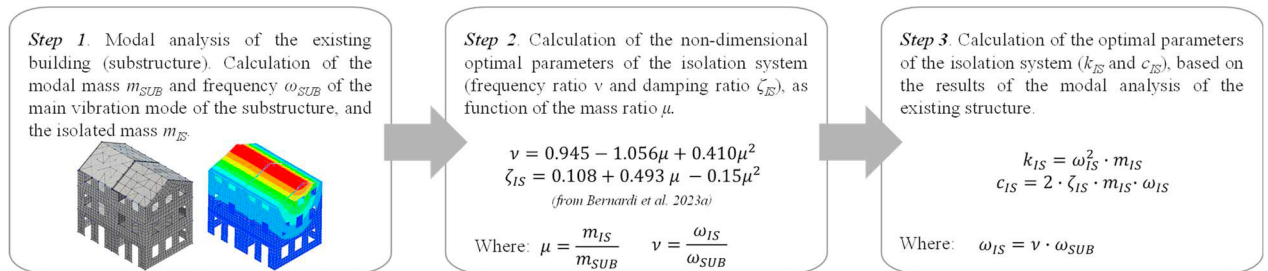 Step 1. Modal analysis of the existing
building (substructure). Calculation of the
modal mass m_SUB and frequency ω_SUB of the
main vibration mode of the substructure, and
the isolated mass m_IS.
Step 2. Calculation of the non-dimensional
optimal parameters of the isolation system
(frequency ratio ν and damping ratio ζ_IS), as
function of the mass ratio μ.
ν = 0.945 − 1.056μ + 0.410μ²
ζ_IS = 0.108 + 0.493 μ − 0.15μ²
(from Bernardi et al. 2023a)
Where: μ = m_IS / m_SUB ν = ω_IS / ω_SUB
Step 3. Calculation of the optimal parameters
of the isolation system (k_IS and c_IS), based on
the results of the modal analysis of the
existing structure.
k_IS = ω_IS² · m_IS
c_IS = 2 · ζ_IS · m_IS · ω_IS
Where: ω_IS = ν · ω_SUB